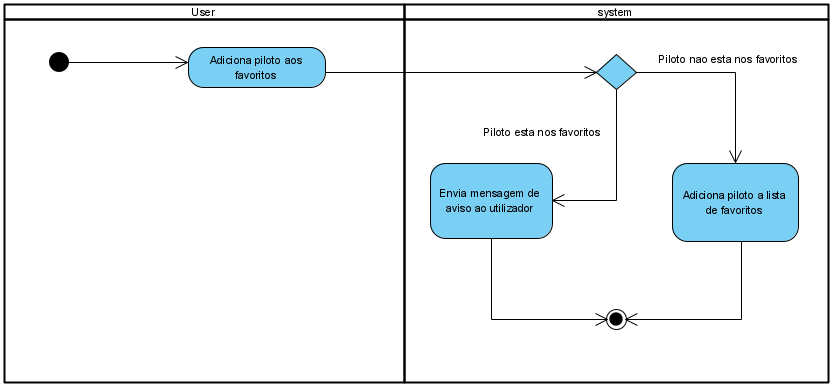 User
system
Adiciona piloto aos
favoritos
Piloto nao esta nos favoritos
Piloto esta nos favoritos
Envia mensagem de
aviso ao utilizador
Adiciona piloto a lista
de favoritos